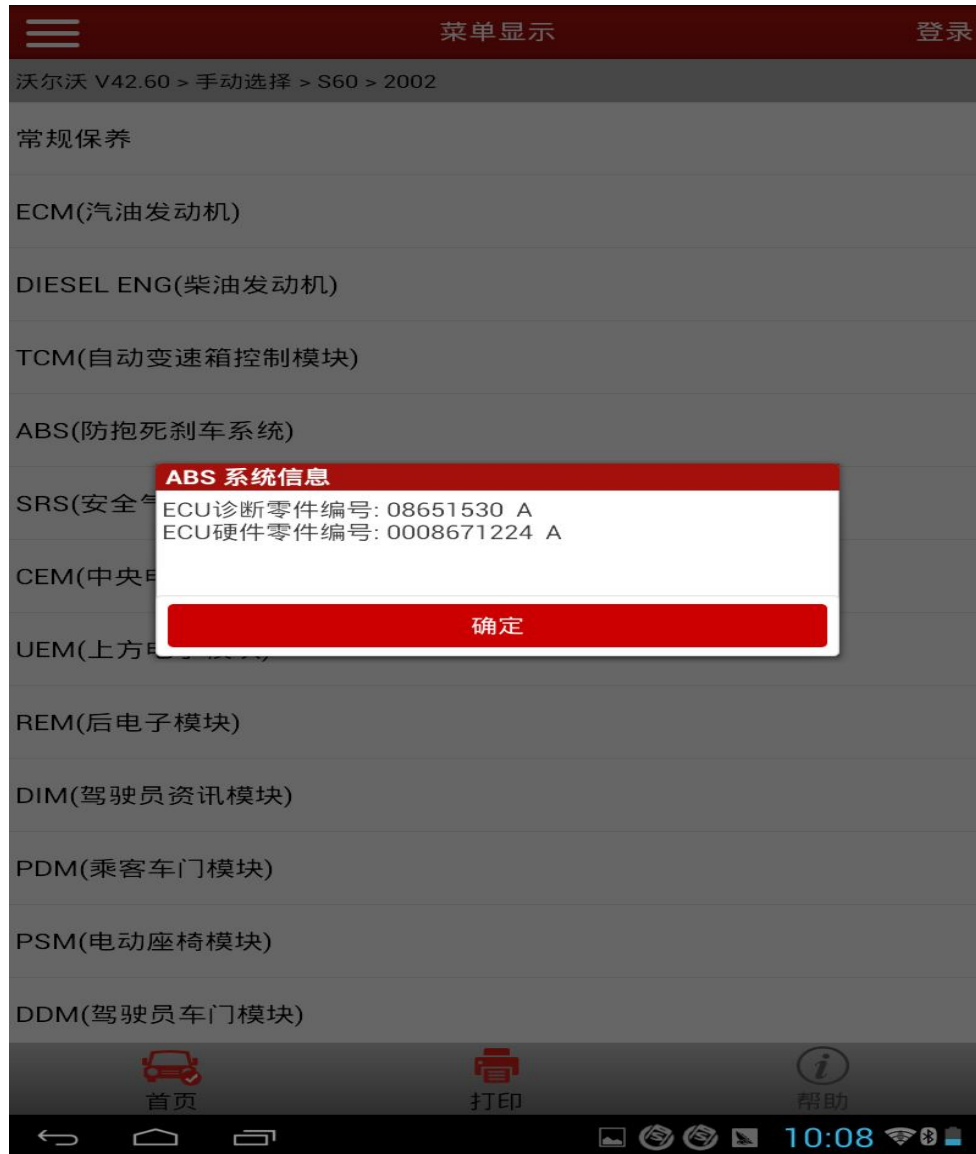 菜单显示
登录
沃尔沃 V42.60 > 手动选择 > S60 > 2002
常规保养
ECM(汽油发动机)
DIESEL ENG(柴油发动机)
TCM(自动变速箱控制模块)
ABS(防抱死刹车系统)
ABS 系统信息
SRS(安全
ECU诊断零件编号: 08651530 A
ECU硬件零件编号: 0008671224 A
CEM(中央
确定
UEM(上方
REM(后电子模块)
DIM(驾驶员资讯模块)
PDM(乘客车门模块)
PSM(电动座椅模块)
DDM(驾驶员车门模块)
首页
打印
帮助
10:08